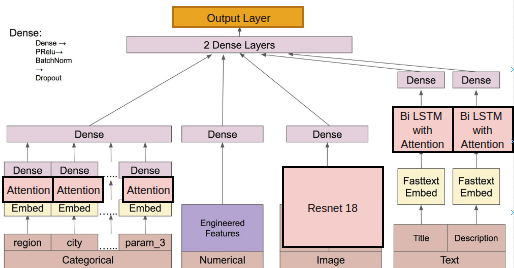 Output Layer
Dense:
Dense →
PRelu→
BatchNorm
→
Dropout
2 Dense Layers
Dense Dense
Bi LSTM with Attention
Bi LSTM with Attention
Dense Dense Dense
Dense Dense Dense
Attention Attention Attention
Embed Embed Embed
Fasttext Embed
Fasttext Embed
Resnet 18
Engineered Features
region city param_3
Title Description
Categorical Numerical Image Text